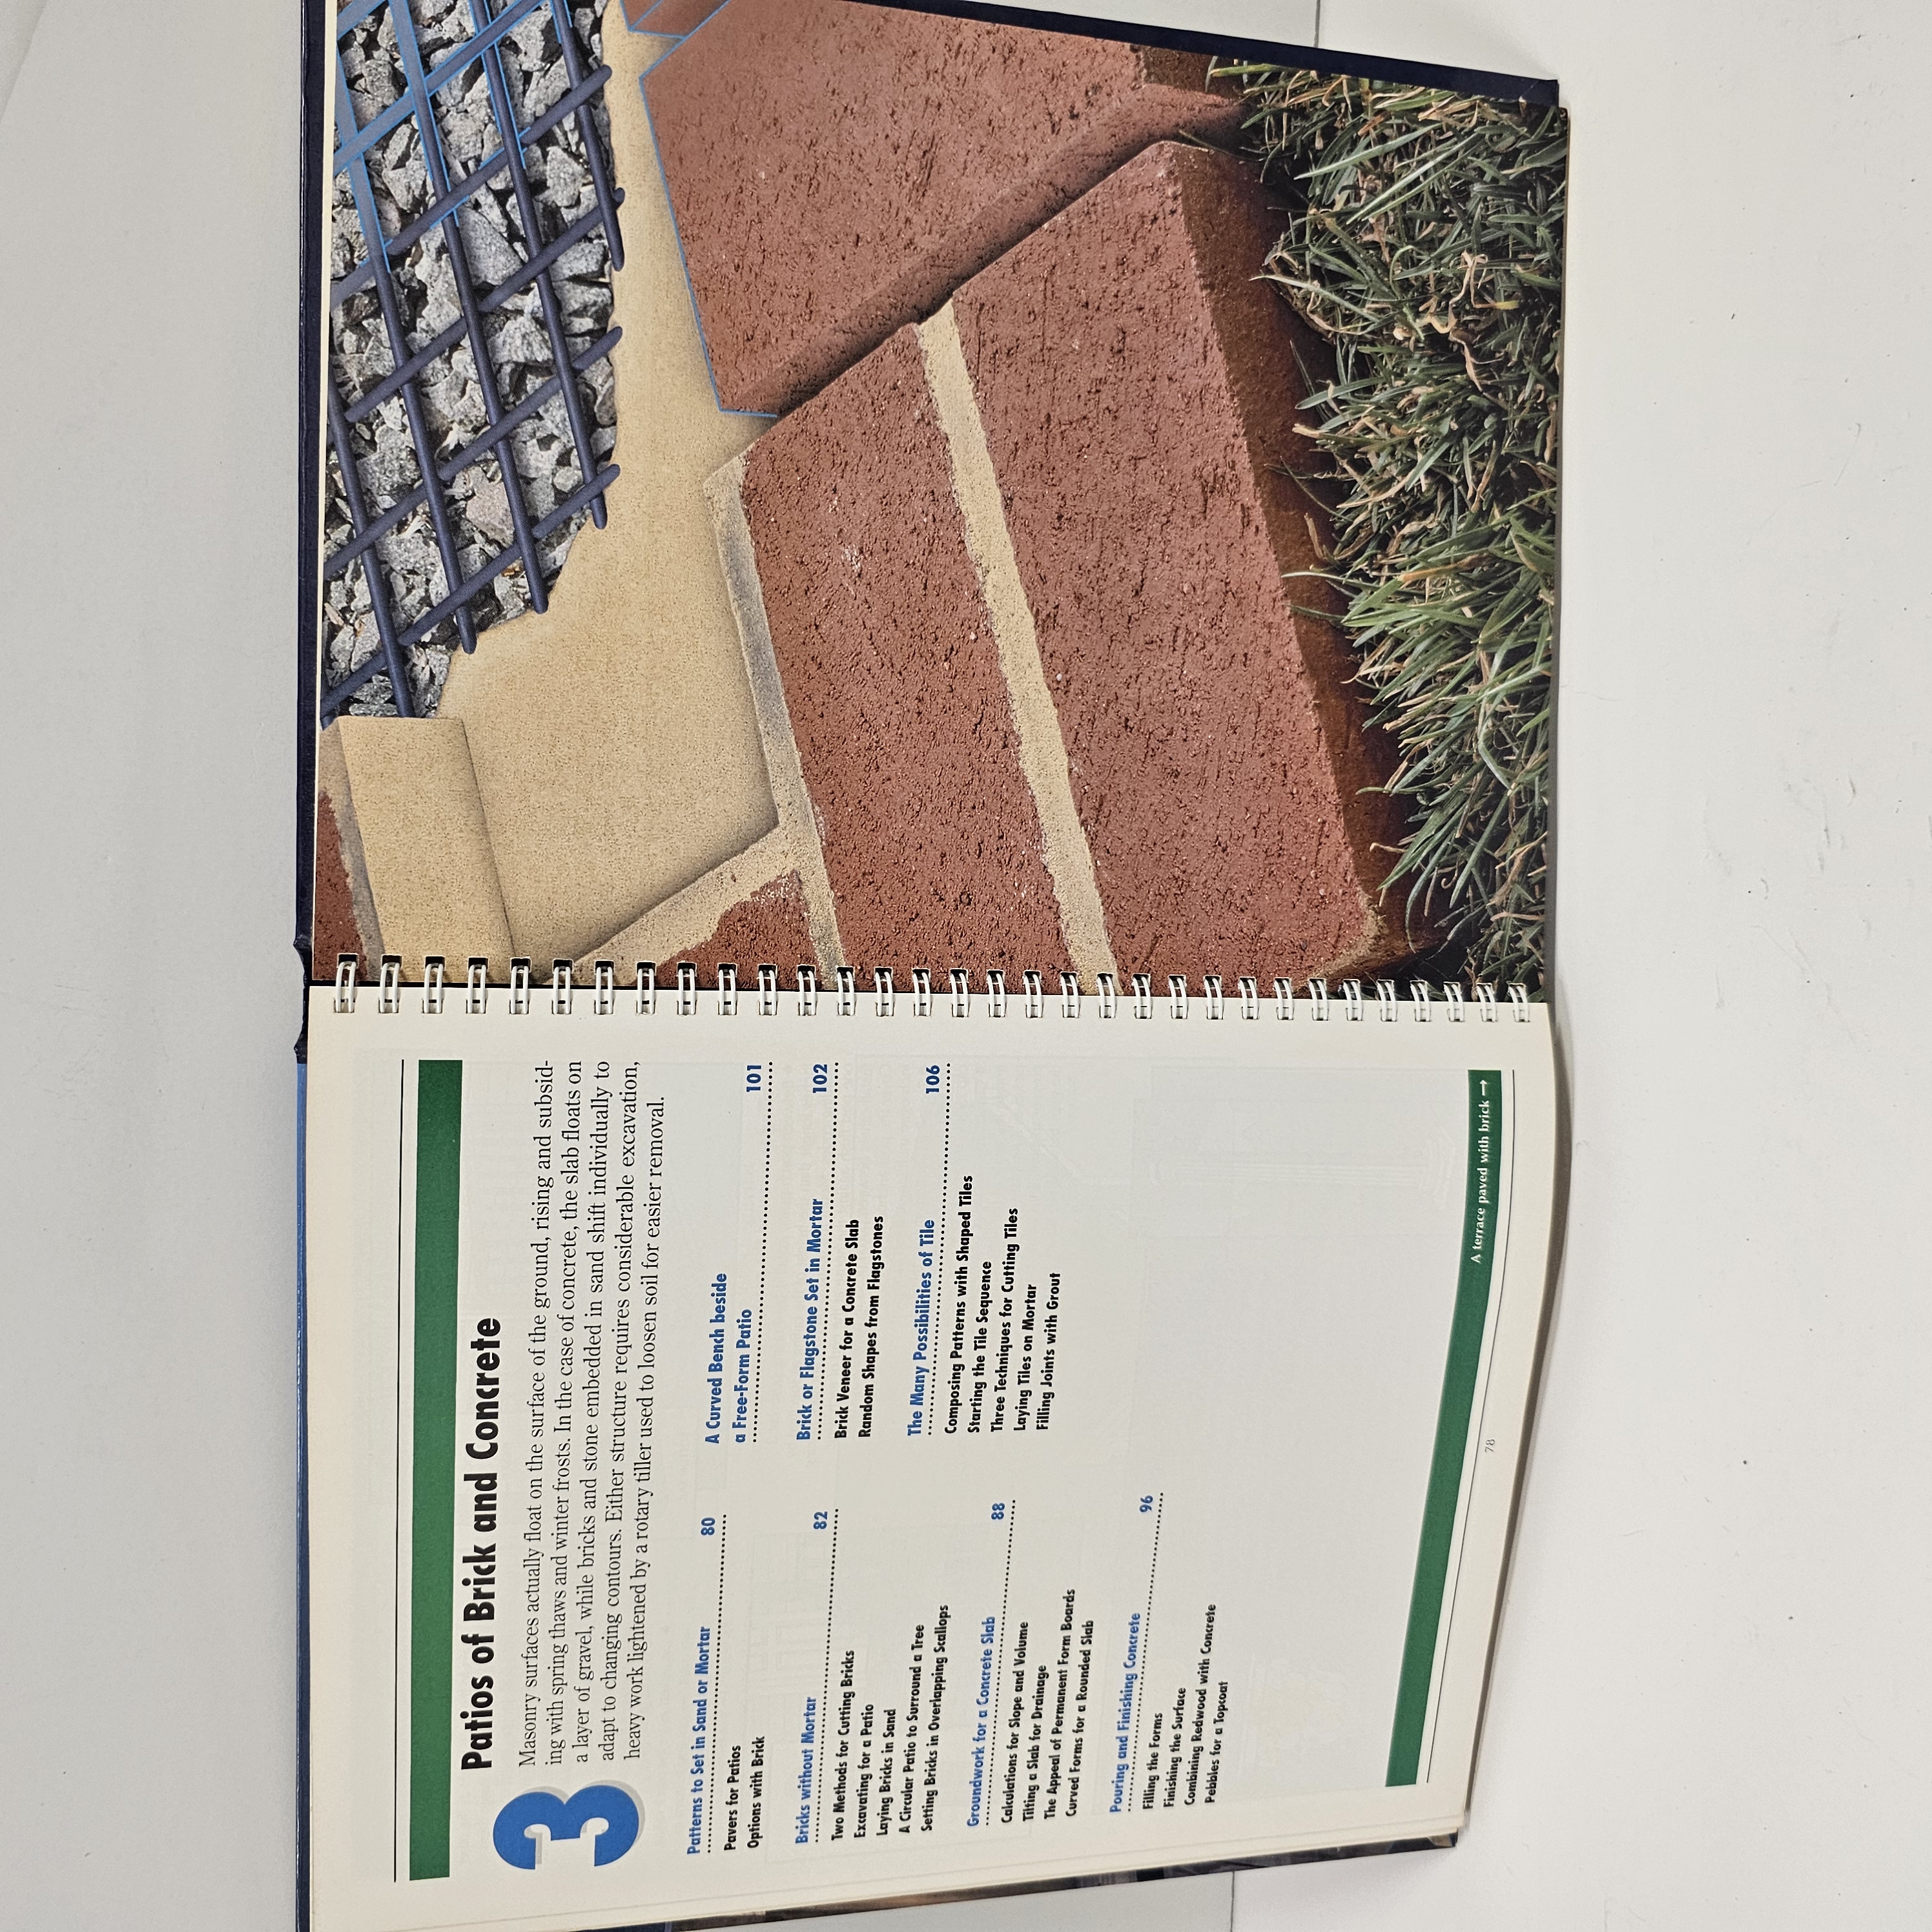 Patios of Brick and Concrete
3
Masonry surfaces actually float on the surface of the ground, rising and subsid-
ing with spring thaws and winter frosts. In the case of concrete, the slab floats on
a layer of gravel, while bricks and stone embedded in sand shift individually to
adapt to changing contours. Either structure requires considerable excavation,
heavy work lightened by a rotary tiller used to loosen soil for easier removal.
Patterns to Set in Sand or Mortar 80
Pavers for Patios
Options with Brick
Bricks without Mortar 82
Two Methods for Cutting Bricks
Excavating for a Patio
Laying Bricks in Sand
A Circular Patio to Surround a Tree
Setting Bricks in Overlapping Scallops
Groundwork for a Concrete Slab 88
Calculations for Slope and Volume
Tilting a Slab for Drainage
The Appeal of Permanent Form Boards
Curved Forms for a Rounded Slab
Pouring and Finishing Concrete 96
Filling the Forms
Finishing the Surface
Combining Redwood with Concrete
Pebbles for a Topcoat
A Curved Bench beside
a Free-Form Patio 101
Brick or Flagstone Set in Mortar 102
Brick Veneer for a Concrete Slab
Random Shapes from Flagstones
The Many Possibilities of Tile 106
Composing Patterns with Shaped Tiles
Starting the Tile Sequence
Three Techniques for Cutting Tiles
Laying Tiles on Mortar
Filling Joints with Grout
A terrace paved with brick →
78